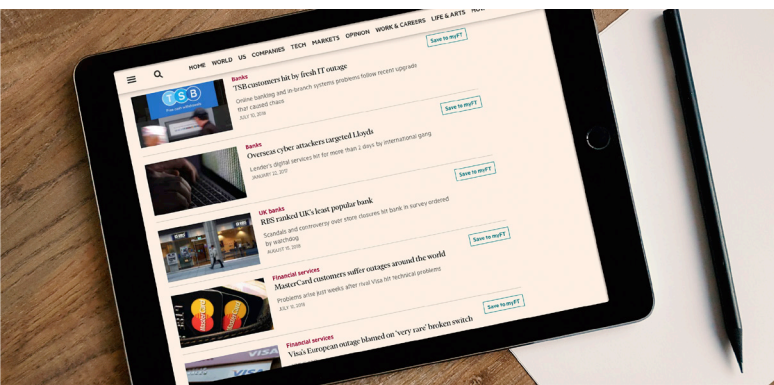 HOME WORLD US COMPANIES TECH MARKETS OPINION WORK & CAREERS LIFE & ARTS
Save to myFT
Banks
TSB customers hit by fresh IT outage
Online banking and in-branch systems problems follow recent upgrade
that caused chaos
JULY 10, 2018
TSB
Save to myFT
Banks
Overseas cyber attackers targeted Lloyds
Lender's digital services hit for more than 2 days by international gang
JANUARY 22, 2017
Save to myFT
UK banks
RBS ranked UK's least popular bank
Scandals and controversy over store closures hit bank in survey ordered
by watchdog
AUGUST 15, 2018
Save to myFT
Financial services
MasterCard customers suffer outages around the world
Problems arise just weeks after rival Visa hit technical problems
JULY 12, 2018
MasterCard
MasterCard
Save to myFT
Financial services
Visa's European outage blamed on 'very rare' broken switch
VISA